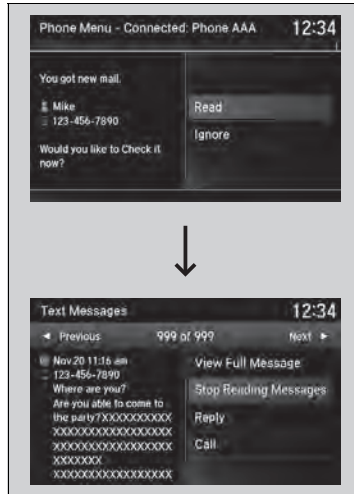 Phone Menu - Connected: Phone AAA 12:34
You got new mail.
Mike
123-456-7890
Would you like to Check it
now?
Read
Ignore
Text Messages 12:34
Previous 999 of 999 Next
Nov 20 11:16 am
123-456-7890
Where are you?
Are you able to come to
the party?XXXXXXXXXX
XXXXXXXXXXXXXXXXX
XXXXXXXXXXXXXXXXX
XXXXXXX
XXXXXXXXXXXXXXXXX
View Full Message
Stop Reading Messages
Reply
Call